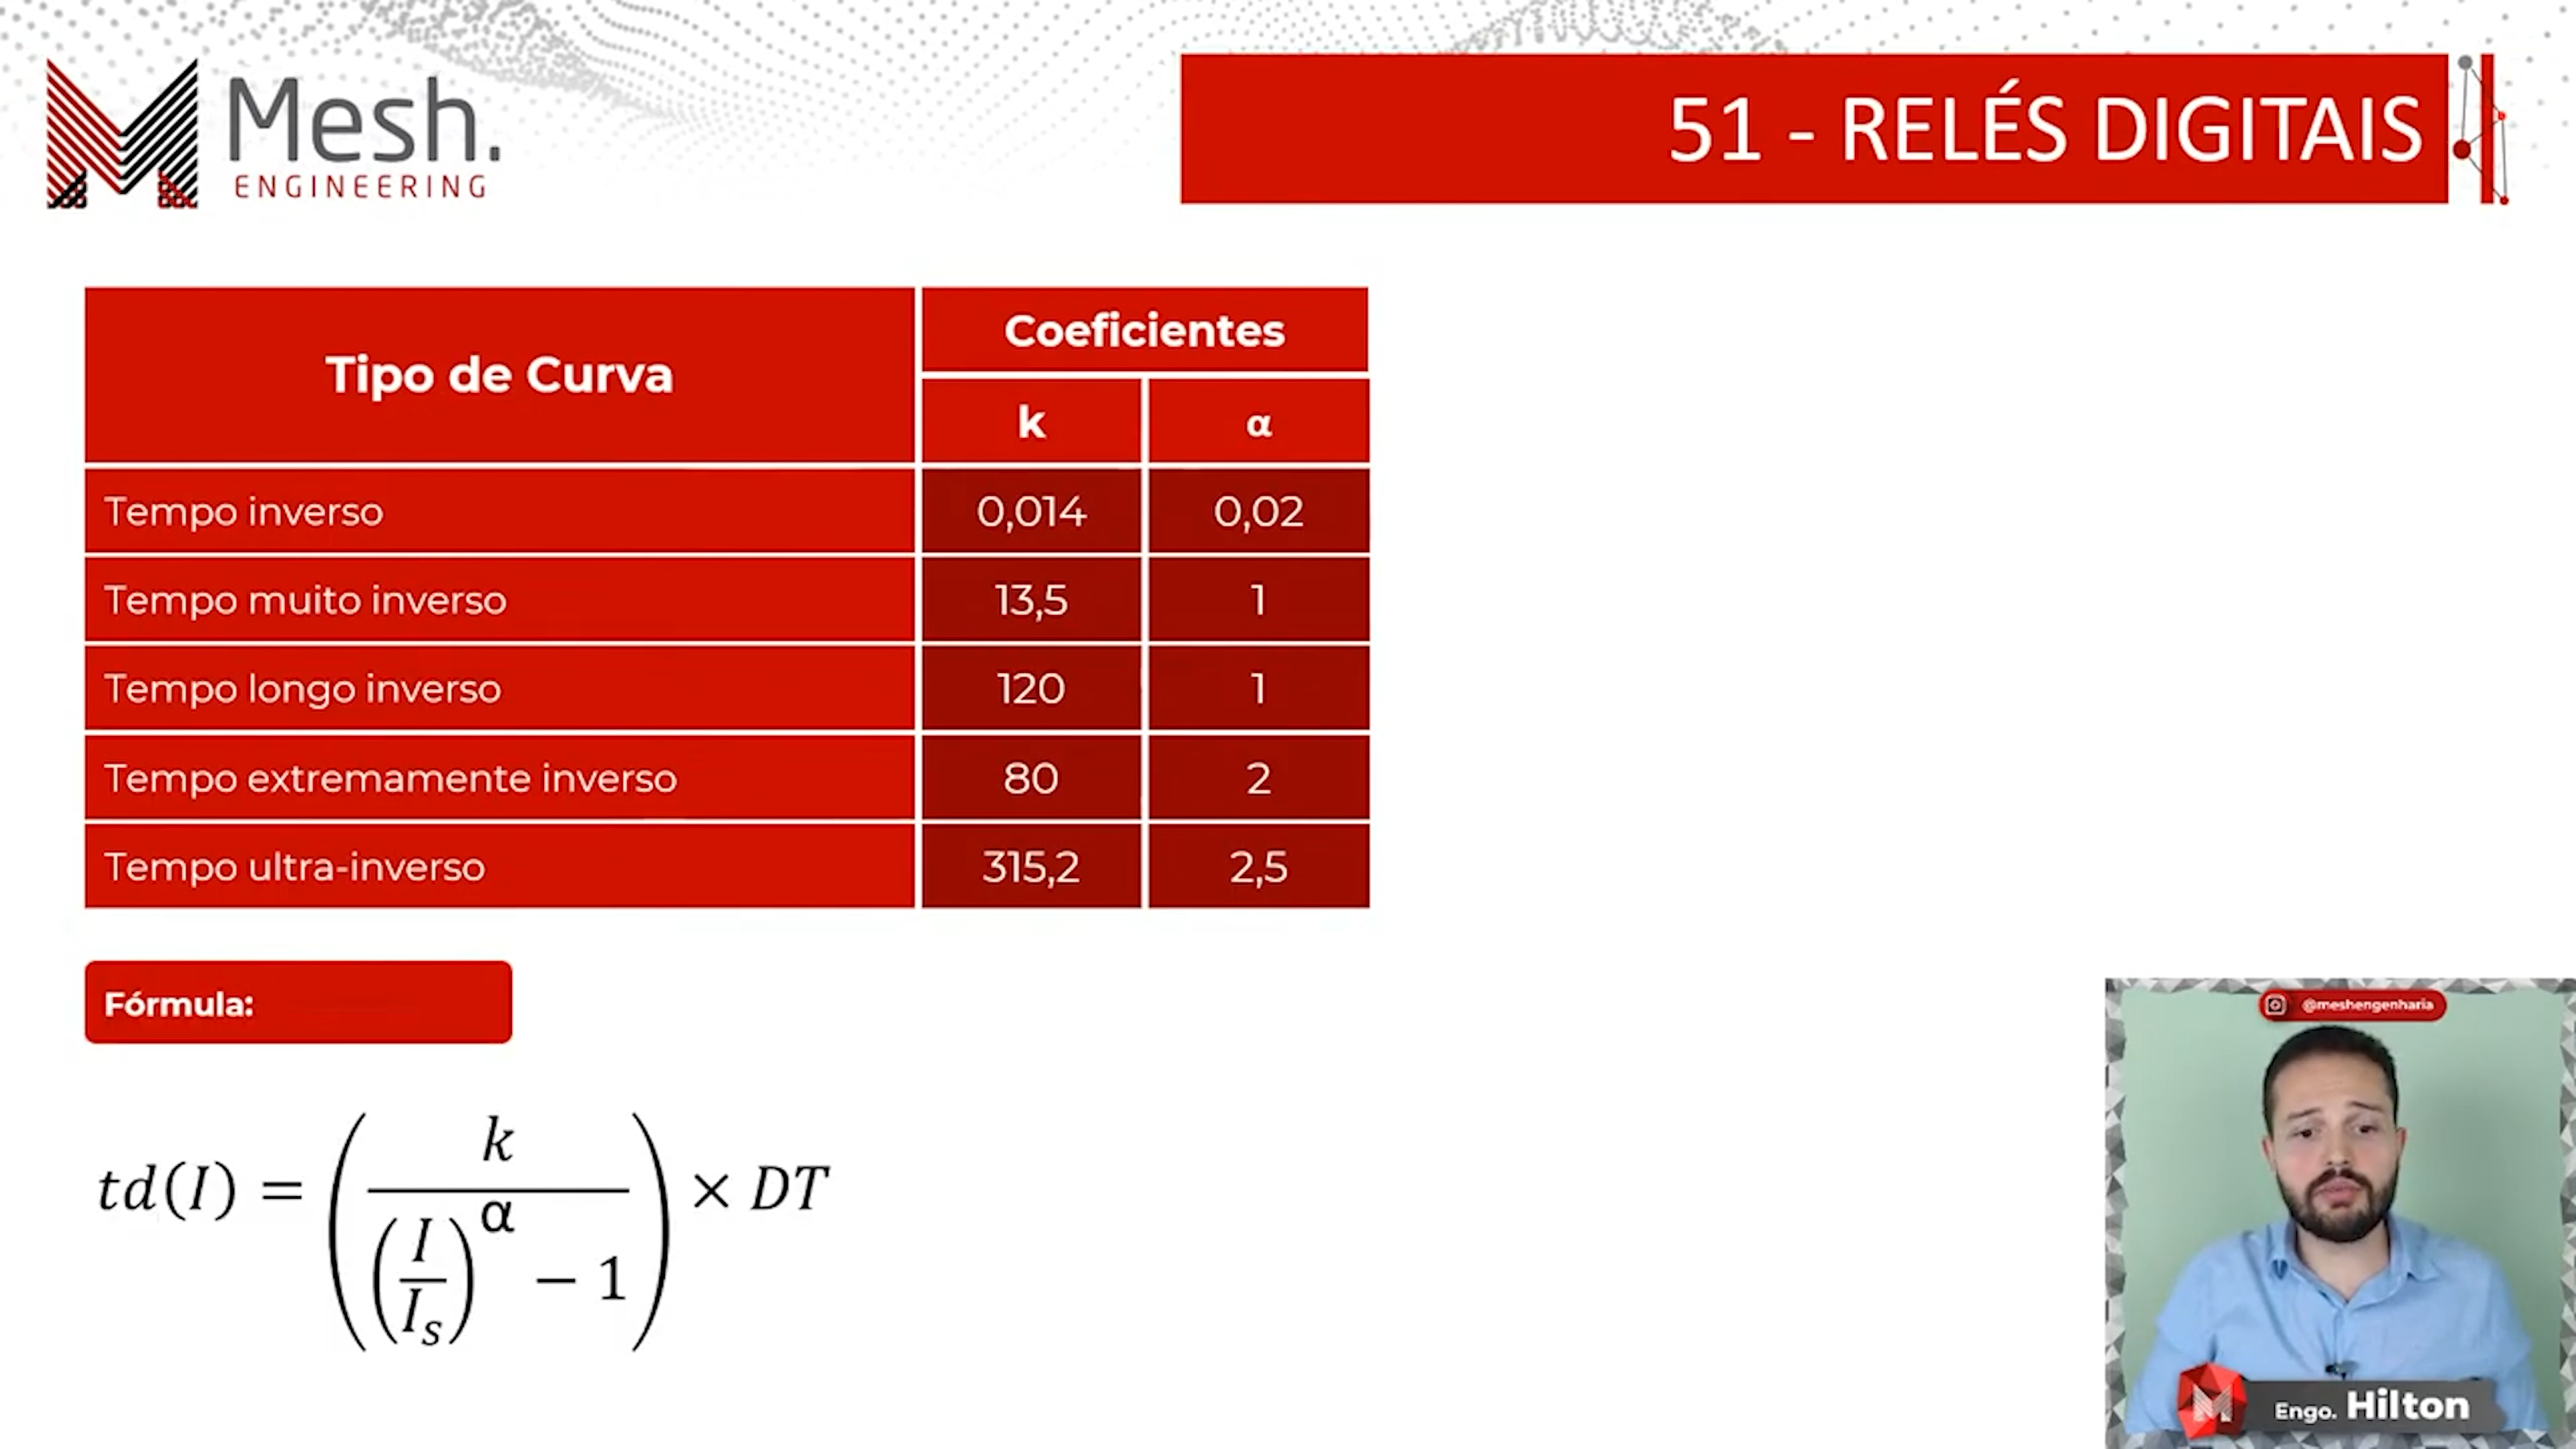 Mesh.
ENGINEERING
51 - RELÉS DIGITAIS
Tipo de Curva
Coeficientes
k α
Tempo inverso 0,014 0,02
Tempo muito inverso 13,5 1
Tempo longo inverso 120 1
Tempo extremamente inverso 80 2
Tempo ultra-inverso 315,2 2,5
Fórmula:
td(I) = (k / ((I/Iₛ)^α − 1)) × DT
@meshengenharia
Engo. Hilton